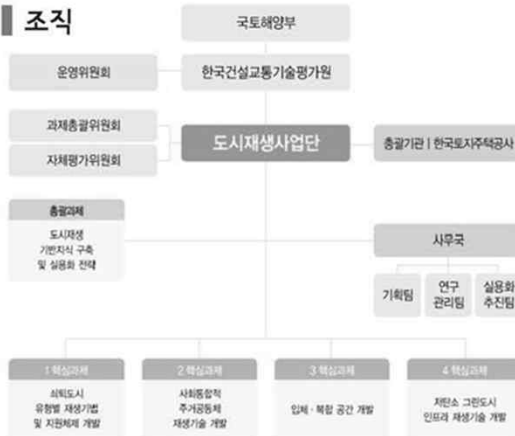 조직
국토해양부
운영위원회
한국건설교통기술평가원
과제총괄위원회
자체평가위원회
도시재생사업단
총괄기관 | 한국토지주택공사
총괄과제
도시재생
기반지식 구축
및 실용화 전략
사무국
기획팀
연구
관리팀
실용화
추진팀
1 핵심과제
쇠퇴도시
유형별 재생기법
및 지원체제 개발
2 핵심과제
사회통합적
주거공동체
재생기술 개발
3 핵심과제
입체·복합 공간 개발
4 핵심과제
저탄소 그린도시
인프라 재생기술 개발